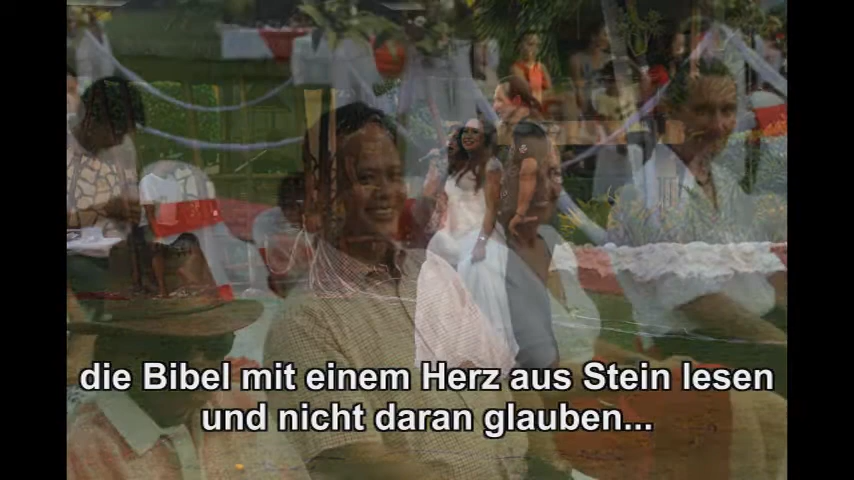 die Bibel mit einem Herz aus Stein lesen
und nicht daran glauben...